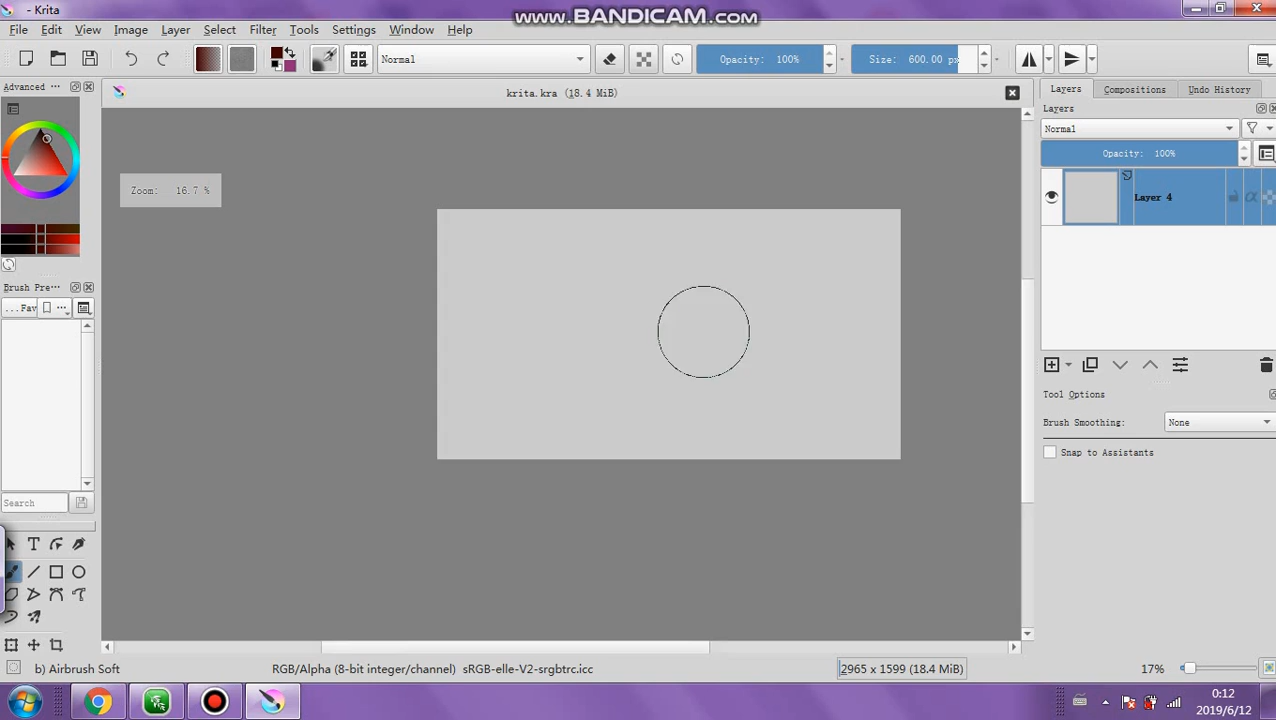 - Krita
www.BANDICAM.com
File Edit View Image Layer Select Filter Tools Settings Window Help
Normal
Opacity: 100%
Size: 600.00 px
Advanced ...
krita.kra (18.4 MiB)
Layers Compositions Undo History
Layers
Normal
Opacity: 100%
Zoom: 16.7 %
Layer 4
Brush Pre...
...Fav
...
Tool Options
Brush Smoothing: None
Snap to Assistants
Search
b) Airbrush Soft
RGB/Alpha (8-bit integer/channel) sRGB-elle-V2-srgbtrc.icc
2965 x 1599 (18.4 MiB)
17%
0:12
2019/6/12